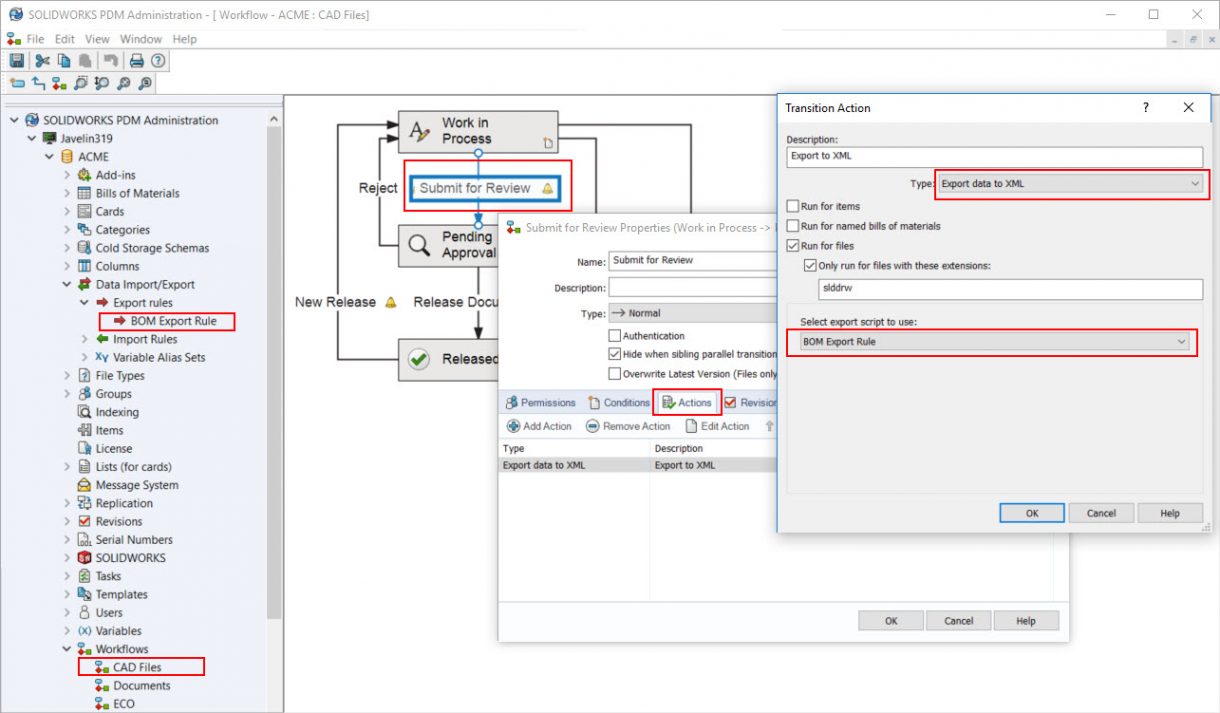 SOLIDWORKS PDM Administration - [ Workflow - ACME : CAD Files]
File Edit View Window Help
SOLIDWORKS PDM Administration
Javelin319
ACME
Add-ins
Bills of Materials
Cards
Categories
Cold Storage Schemas
Columns
Data Import/Export
Export rules
BOM Export Rule
Import Rules
Variable Alias Sets
File Types
Groups
Indexing
Items
License
Lists (for cards)
Message System
Replication
Revisions
Serial Numbers
SOLIDWORKS
Tasks
Templates
Users
Variables
Workflows
CAD Files
Documents
ECO
Work in
Process
Reject
Submit for Review
Pending
Approval
New Release
Release Docu
Released
Submit for Review Properties (Work in Process ->
Name: Submit for Review
Description:
Type: Normal
Authentication
Hide when sibling parallel transition
Overwrite Latest Version (Files only
Permissions Conditions Actions Revision
Add Action Remove Action Edit Action
Type Description
Export data to XML Export to XML
OK Cancel Help
Transition Action
Description:
Export to XML
Type: Export data to XML
Run for items
Run for named bills of materials
Run for files
Only run for files with these extensions:
slddrw
Select export script to use:
BOM Export Rule
OK Cancel Help